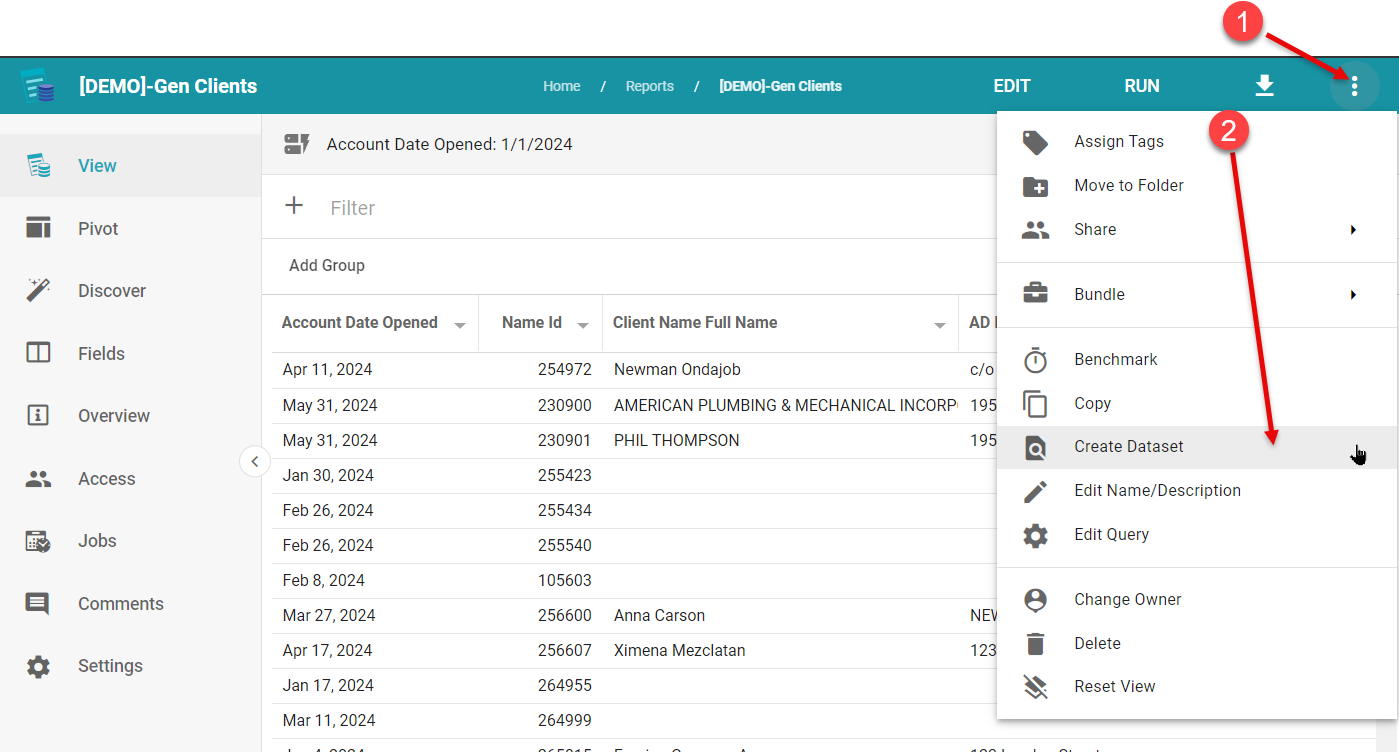 1
[DEMO]-Gen Clients
Home / Reports / [DEMO]-Gen Clients
EDIT
RUN
2
View
Pivot
Discover
Fields
Overview
Access
Jobs
Comments
Settings
Account Date Opened: 1/1/2024
Filter
Add Group
Account Date Opened Name Id Client Name Full Name AD
Apr 11, 2024 254972 Newman Ondajob c/o
May 31, 2024 230900 AMERICAN PLUMBING & MECHANICAL INCORP 195
May 31, 2024 230901 PHIL THOMPSON 195
Jan 30, 2024 255423
Feb 26, 2024 255434
Feb 26, 2024 255540
Feb 8, 2024 105603
Mar 27, 2024 256600 Anna Carson NEW
Apr 17, 2024 256607 Ximena Mezclatan 123
Jan 17, 2024 264955
Mar 11, 2024 264999
Assign Tags
Move to Folder
Share
Bundle
Benchmark
Copy
Create Dataset
Edit Name/Description
Edit Query
Change Owner
Delete
Reset View